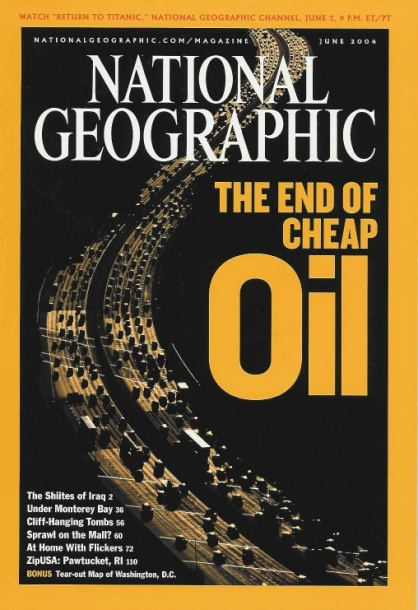 WATCH "RETURN TO TITANIC," NATIONAL GEOGRAPHIC CHANNEL, JUNE 7, 9 P.M. ET/PT
NATIONALGEOGRAPHIC.COM/MAGAZINE
JUNE 2004
NATIONAL
GEOGRAPHIC
THE END OF
CHEAP
Oil
The Shiites of Iraq 2
Under Monterey Bay 36
Cliff-Hanging Tombs 56
Sprawl on the Mall? 60
At Home With Flickers 72
ZipUSA: Pawtucket, RI 110
BONUS Tear-out Map of Washington, D.C.